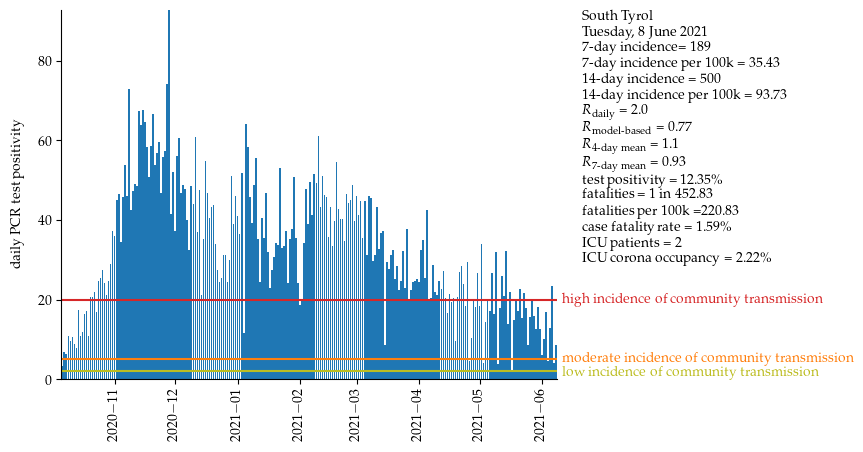 South Tyrol
Tuesday, 8 June 2021
7-day incidence= 189
7-day incidence per 100k = 35.43
14-day incidence = 500
14-day incidence per 100k = 93.73
R_daily = 2.0
R_model-based = 0.77
R_4-day mean = 1.1
R_7-day mean = 0.93
test positivity = 12.35%
fatalities = 1 in 452.83
fatalities per 100k =220.83
case fatality rate = 1.59%
ICU patients = 2
ICU corona occupancy = 2.22%
daily PCR test positivity
80
60
40
20
0
high incidence of community transmission
moderate incidence of community transmission
low incidence of community transmission
2020−11
2020−12
2021−01
2021−02
2021−03
2021−04
2021−05
2021−06